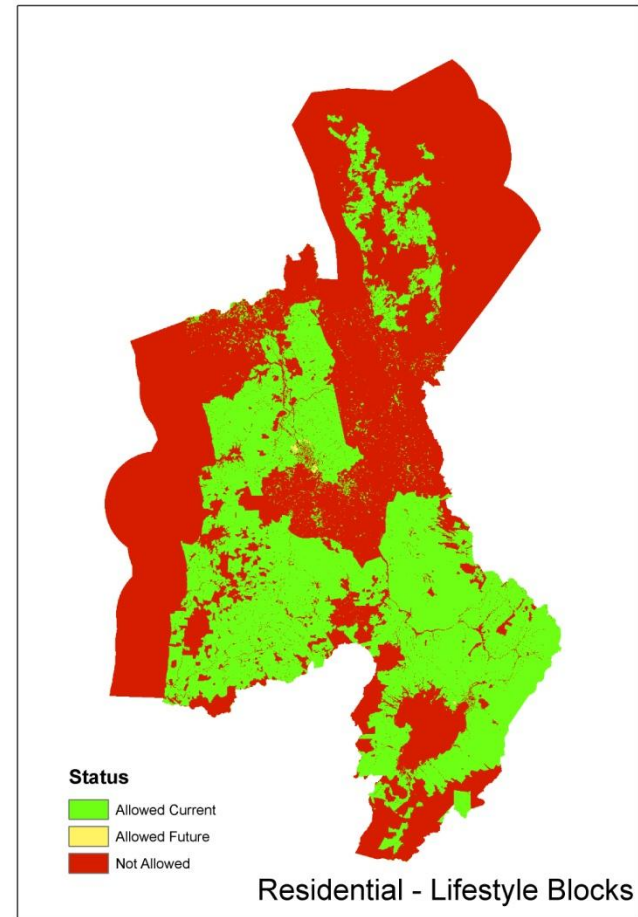 Status
Allowed Current
Allowed Future
Not Allowed
Residential - Lifestyle Blocks